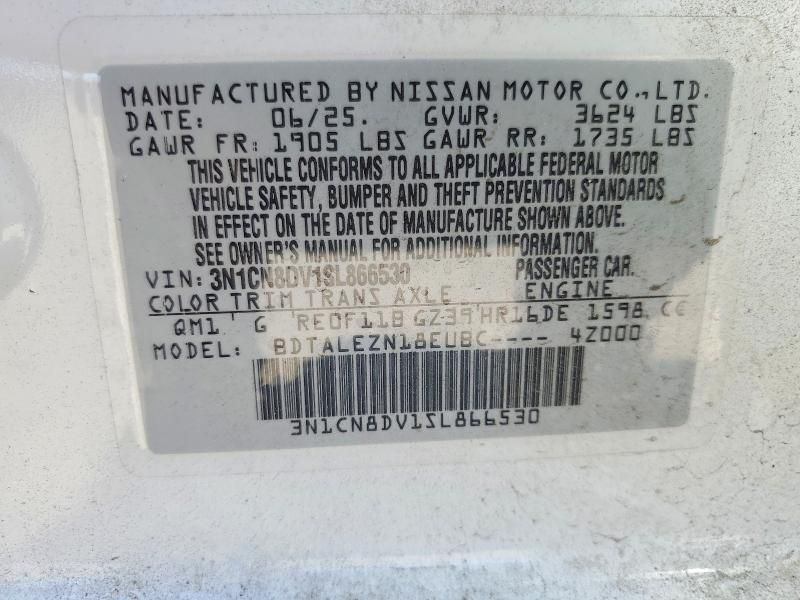 MANUFACTURED BY NISSAN MOTOR CO.,LTD.
DATE: 06/25. GVWR: 3624 LBS
GAWR FR: 1905 LBS GAWR RR: 1735 LBS
THIS VEHICLE CONFORMS TO ALL APPLICABLE FEDERAL MOTOR
VEHICLE SAFETY, BUMPER AND THEFT PREVENTION STANDARDS
IN EFFECT ON THE DATE OF MANUFACTURE SHOWN ABOVE.
SEE OWNER'S MANUAL FOR ADDITIONAL INFORMATION.
VIN: 3N1CN8DV1SL866530 PASSENGER CAR.
COLOR TRIM TRANS AXLE ENGINE
QM1 G RE0F11B GZ39 HR16DE 1598 CC
MODEL: BDTALEZN18EUBC---- 4Z000
3N1CN8DV1SL866530